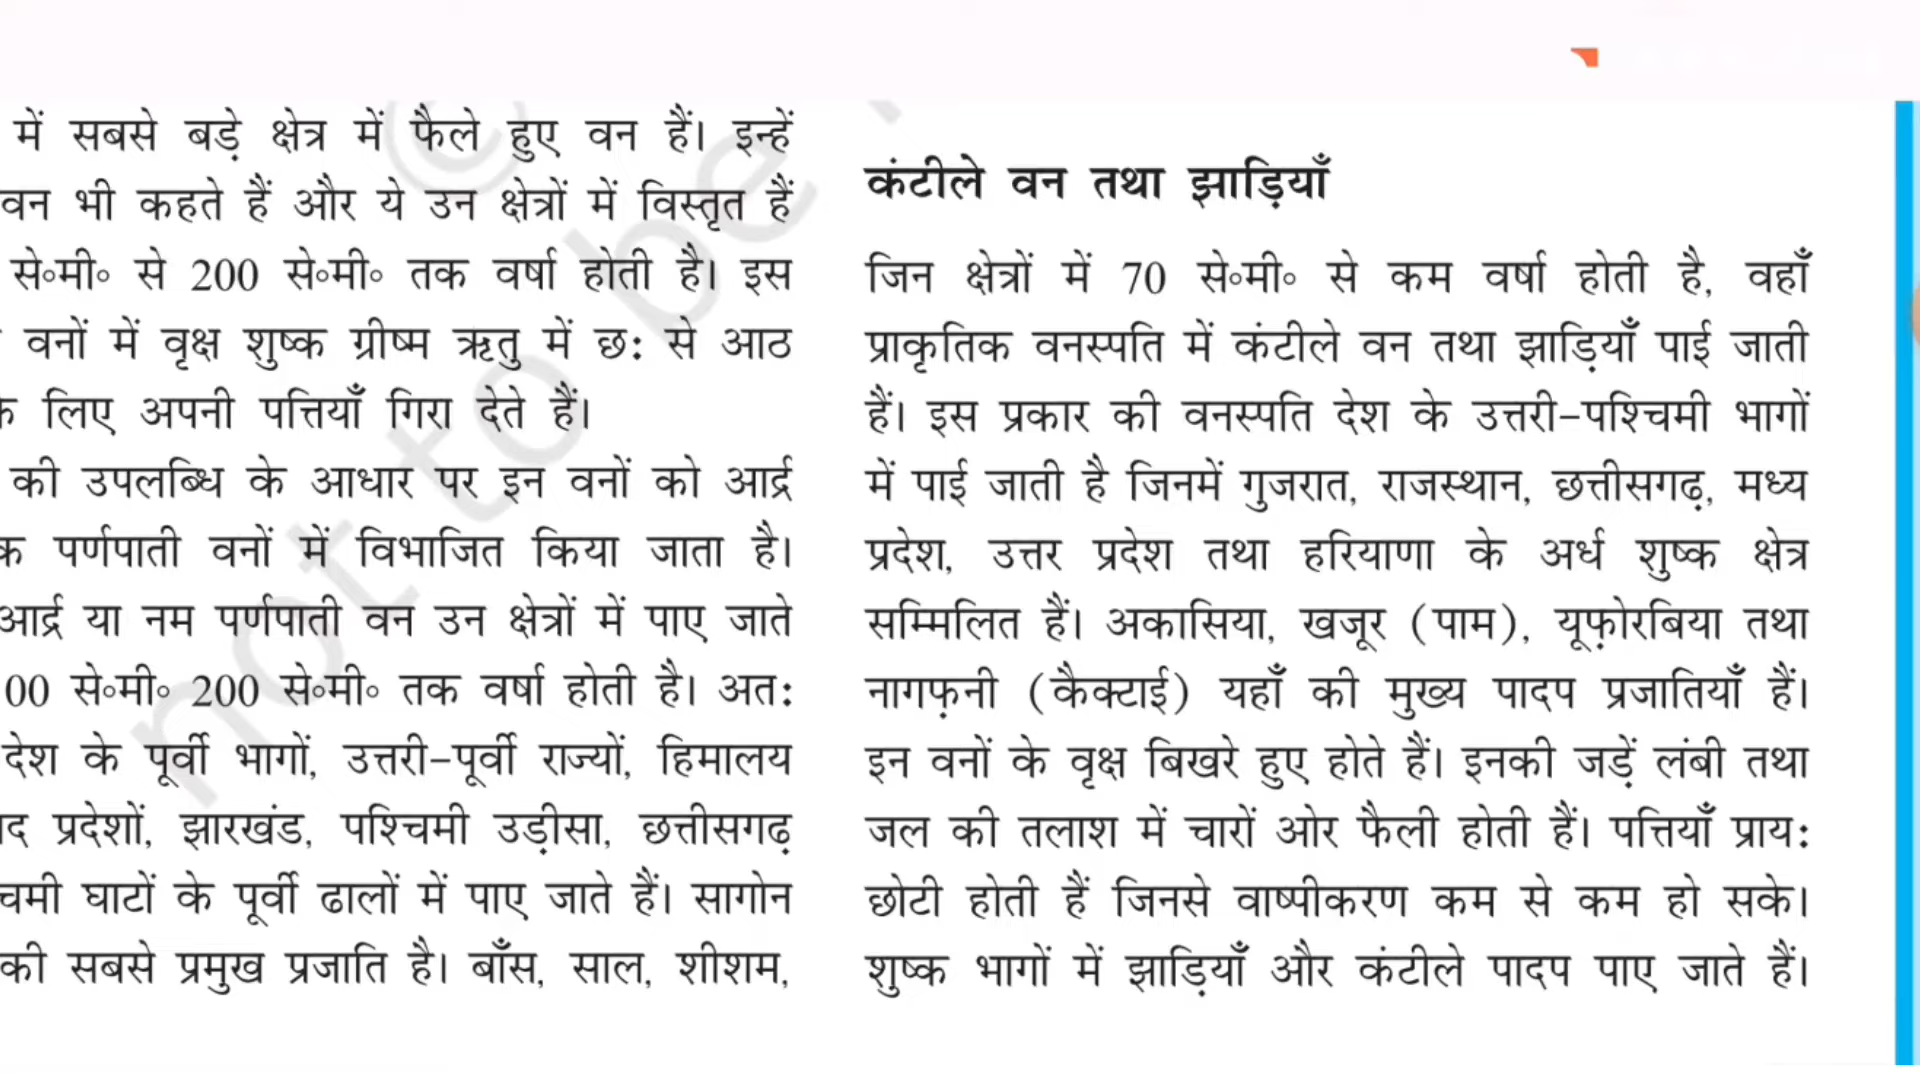 में सबसे बड़े क्षेत्र में फैले हुए वन हैं। इन्हें
वन भी कहते हैं और ये उन क्षेत्रों में विस्तृत हैं
से॰मी॰ से 200 से॰मी॰ तक वर्षा होती है। इस
वनों में वृक्ष शुष्क ग्रीष्म ऋतु में छः से आठ
लिए अपनी पत्तियाँ गिरा देते हैं।
की उपलब्धि के आधार पर इन वनों को आर्द्र
पर्णपाती वनों में विभाजित किया जाता है।
आर्द्र या नम पर्णपाती वन उन क्षेत्रों में पाए जाते
00 से॰मी॰ 200 से॰मी॰ तक वर्षा होती है। अतः
देश के पूर्वी भागों, उत्तरी-पूर्वी राज्यों, हिमालय
प्रदेशों, झारखंड, पश्चिमी उड़ीसा, छत्तीसगढ़
घाटों के पूर्वी ढालों में पाए जाते हैं। सागोन
की सबसे प्रमुख प्रजाति है। बाँस, साल, शीशम,
कंटीले वन तथा झाड़ियाँ
जिन क्षेत्रों में 70 से॰मी॰ से कम वर्षा होती है, वहाँ
प्राकृतिक वनस्पति में कंटीले वन तथा झाड़ियाँ पाई जाती
हैं। इस प्रकार की वनस्पति देश के उत्तरी-पश्चिमी भागों
में पाई जाती है जिनमें गुजरात, राजस्थान, छत्तीसगढ़, मध्य
प्रदेश, उत्तर प्रदेश तथा हरियाणा के अर्ध शुष्क क्षेत्र
सम्मिलित हैं। अकासिया, खजूर (पाम), यूफ़ोरबिया तथा
नागफ़नी (कैक्टाई) यहाँ की मुख्य पादप प्रजातियाँ हैं।
इन वनों के वृक्ष बिखरे हुए होते हैं। इनकी जड़ें लंबी तथा
जल की तलाश में चारों ओर फैली होती हैं। पत्तियाँ प्रायः
छोटी होती हैं जिनसे वाष्पीकरण कम से कम हो सके।
शुष्क भागों में झाड़ियाँ और कंटीले पादप पाए जाते हैं।
© not to be